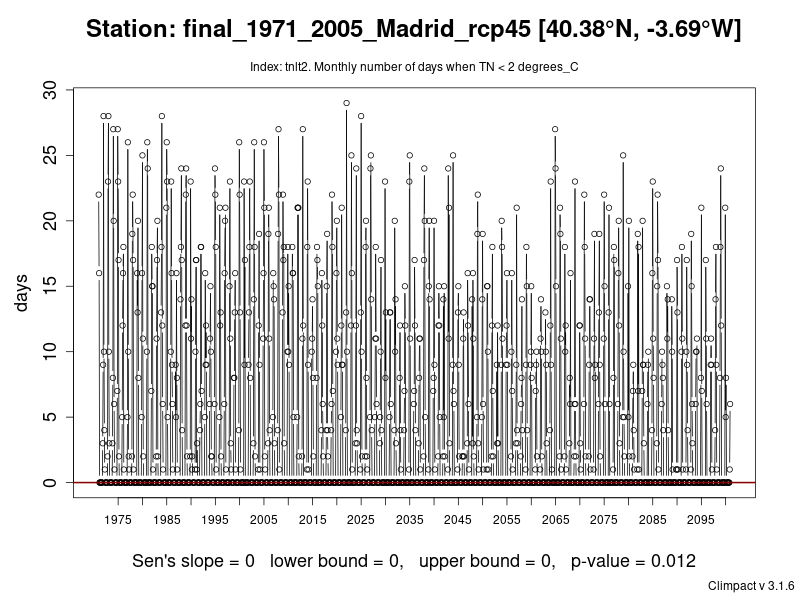 Station: final_1971_2005_Madrid_rcp45 [40.38°N, -3.69°W]
Index: tnlt2. Monthly number of days when TN < 2 degrees_C
30
25
20
15
10
5
0
days
1975 1985 1995 2005 2015 2025 2035 2045 2055 2065 2075 2085 2095
Sen's slope = 0 lower bound = 0, upper bound = 0, p-value = 0.012
Climpact v 3.1.6